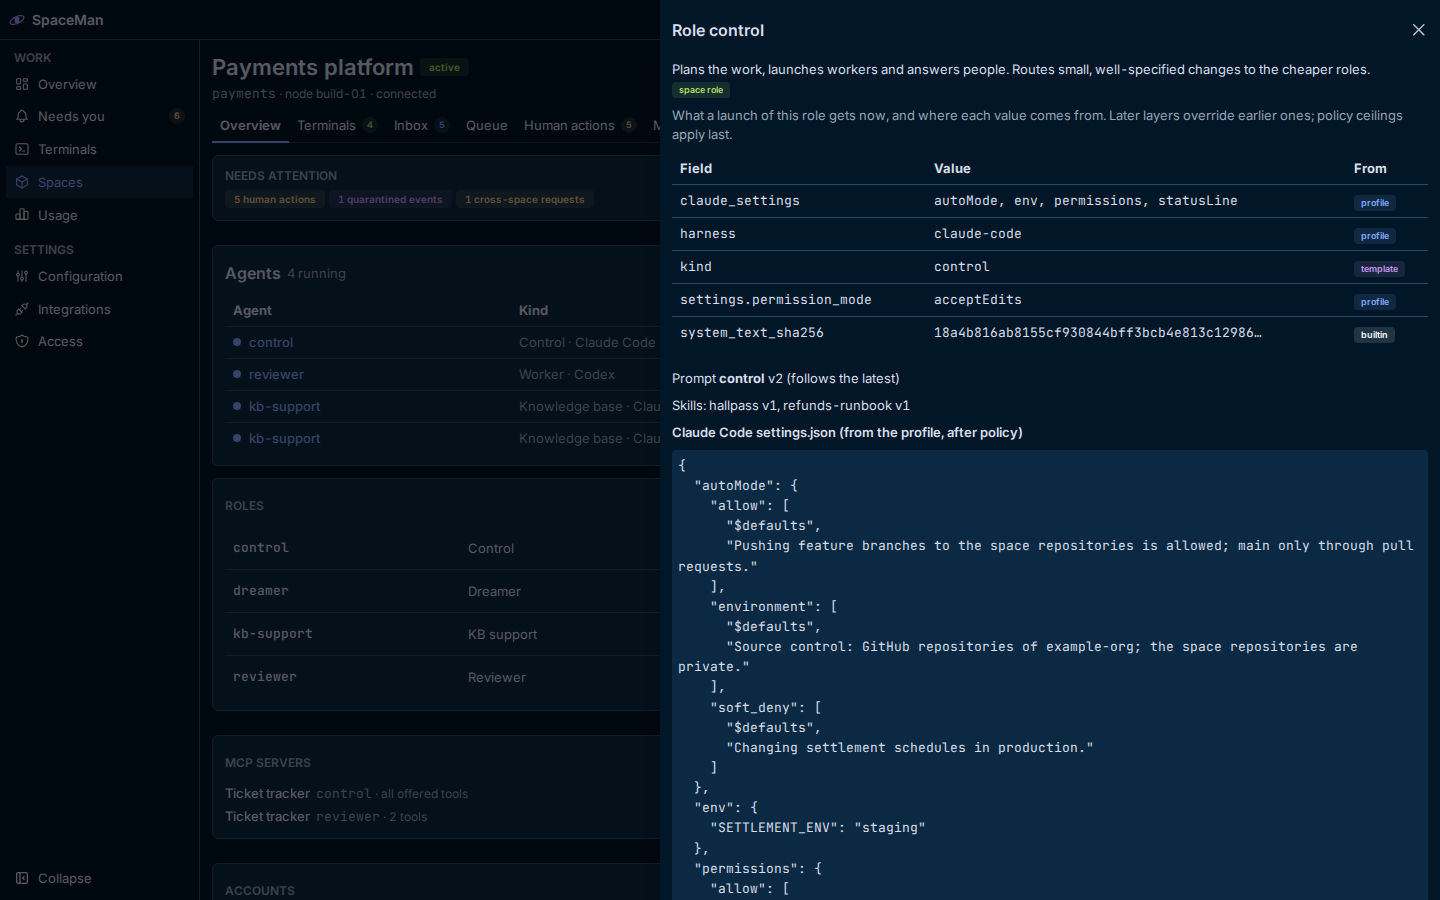 SpaceMan
WORK
Overview
Needs you 6
Terminals
Spaces
Usage
SETTINGS
Configuration
Integrations
Access
Collapse
Payments platform active
payments · node build-01 · connected
Overview Terminals 4 Inbox 5 Queue Human actions 5 M
NEEDS ATTENTION
5 human actions 1 quarantined events 1 cross-space requests
Agents 4 running
Agent Kind
control Control · Claude Code
reviewer Worker · Codex
kb-support Knowledge base · Clau
kb-support Knowledge base · Clau
ROLES
control Control
dreamer Dreamer
kb-support KB support
reviewer Reviewer
MCP SERVERS
Ticket tracker control · all offered tools
Ticket tracker reviewer · 2 tools
ACCOUNTS
Role control
Plans the work, launches workers and answers people. Routes small, well-specified changes to the cheaper roles.
space role
What a launch of this role gets now, and where each value comes from. Later layers override earlier ones; policy ceilings
apply last.
Field Value From
claude_settings autoMode, env, permissions, statusLine profile
harness claude-code profile
kind control template
settings.permission_mode acceptEdits profile
system_text_sha256 18a4b816ab8155cf930844bff3bcb4e813c12986… builtin
Prompt control v2 (follows the latest)
Skills: hallpass v1, refunds-runbook v1
Claude Code settings.json (from the profile, after policy)
{
"autoMode": {
"allow": [
"$defaults",
"Pushing feature branches to the space repositories is allowed; main only through pull
requests."
],
"environment": [
"$defaults",
"Source control: GitHub repositories of example-org; the space repositories are
private."
],
"soft_deny": [
"$defaults",
"Changing settlement schedules in production."
]
},
"env": {
"SETTLEMENT_ENV": "staging"
},
"permissions": {
"allow": [